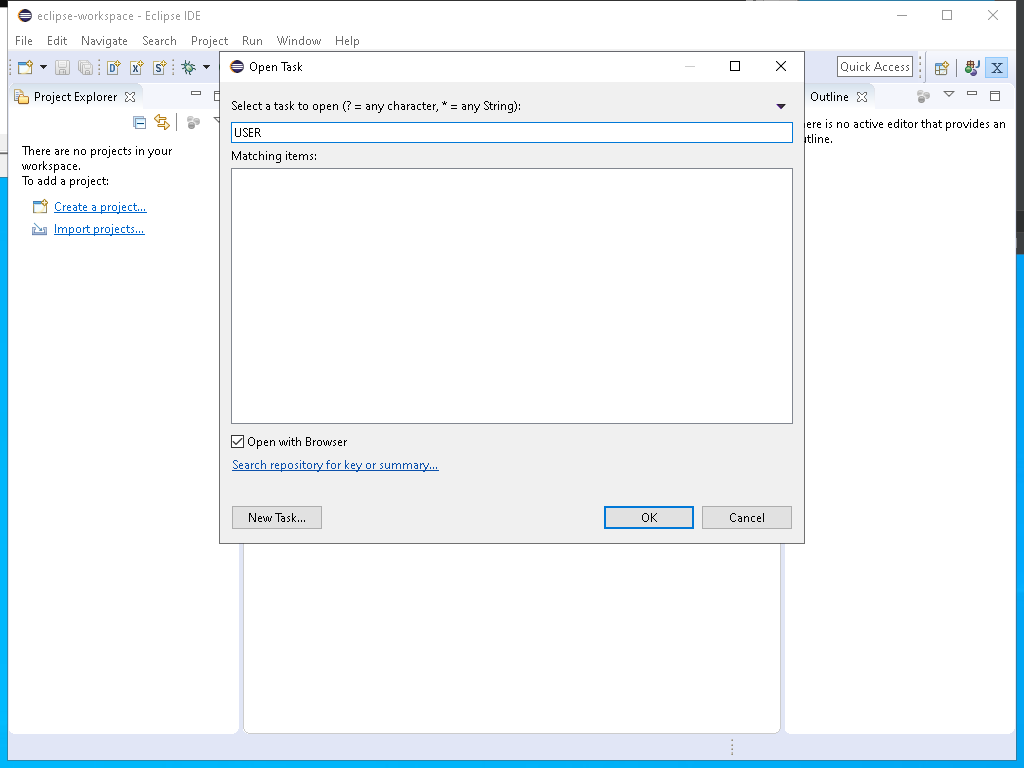 eclipse-workspace - Eclipse IDE
File Edit Navigate Search Project Run Window Help
Quick Access
Project Explorer
There are no projects in your
workspace.
To add a project:
Create a project...
Import projects...
Open Task
Select a task to open (? = any character, * = any String):
USER
Matching items:
Open with Browser
Search repository for key or summary...
New Task...
OK
Cancel
Outline
ere is no active editor that provides an
tline.